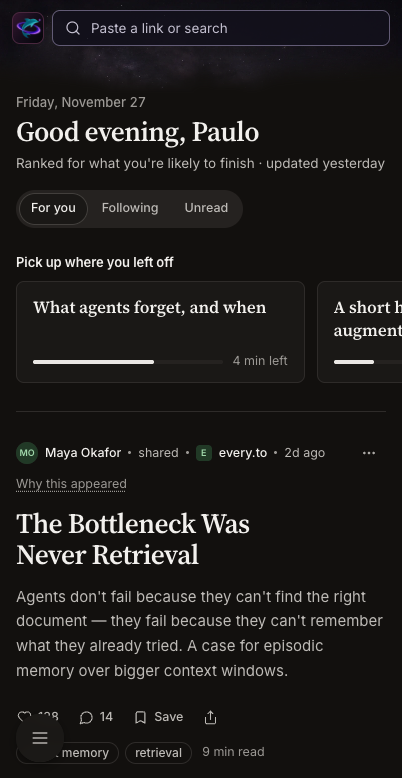 Paste a link or search
Friday, November 27
Good evening, Paulo
Ranked for what you're likely to finish · updated yesterday
For you
Following
Unread
Pick up where you left off
What agents forget, and when
4 min left
A short
augment
MO Maya Okafor • shared • E every.to • 2d ago
Why this appeared
The Bottleneck Was
Never Retrieval
Agents don't fail because they can't find the right
document — they fail because they can't remember
what they already tried. A case for episodic
memory over bigger context windows.
14
Save
memory
retrieval
9 min read